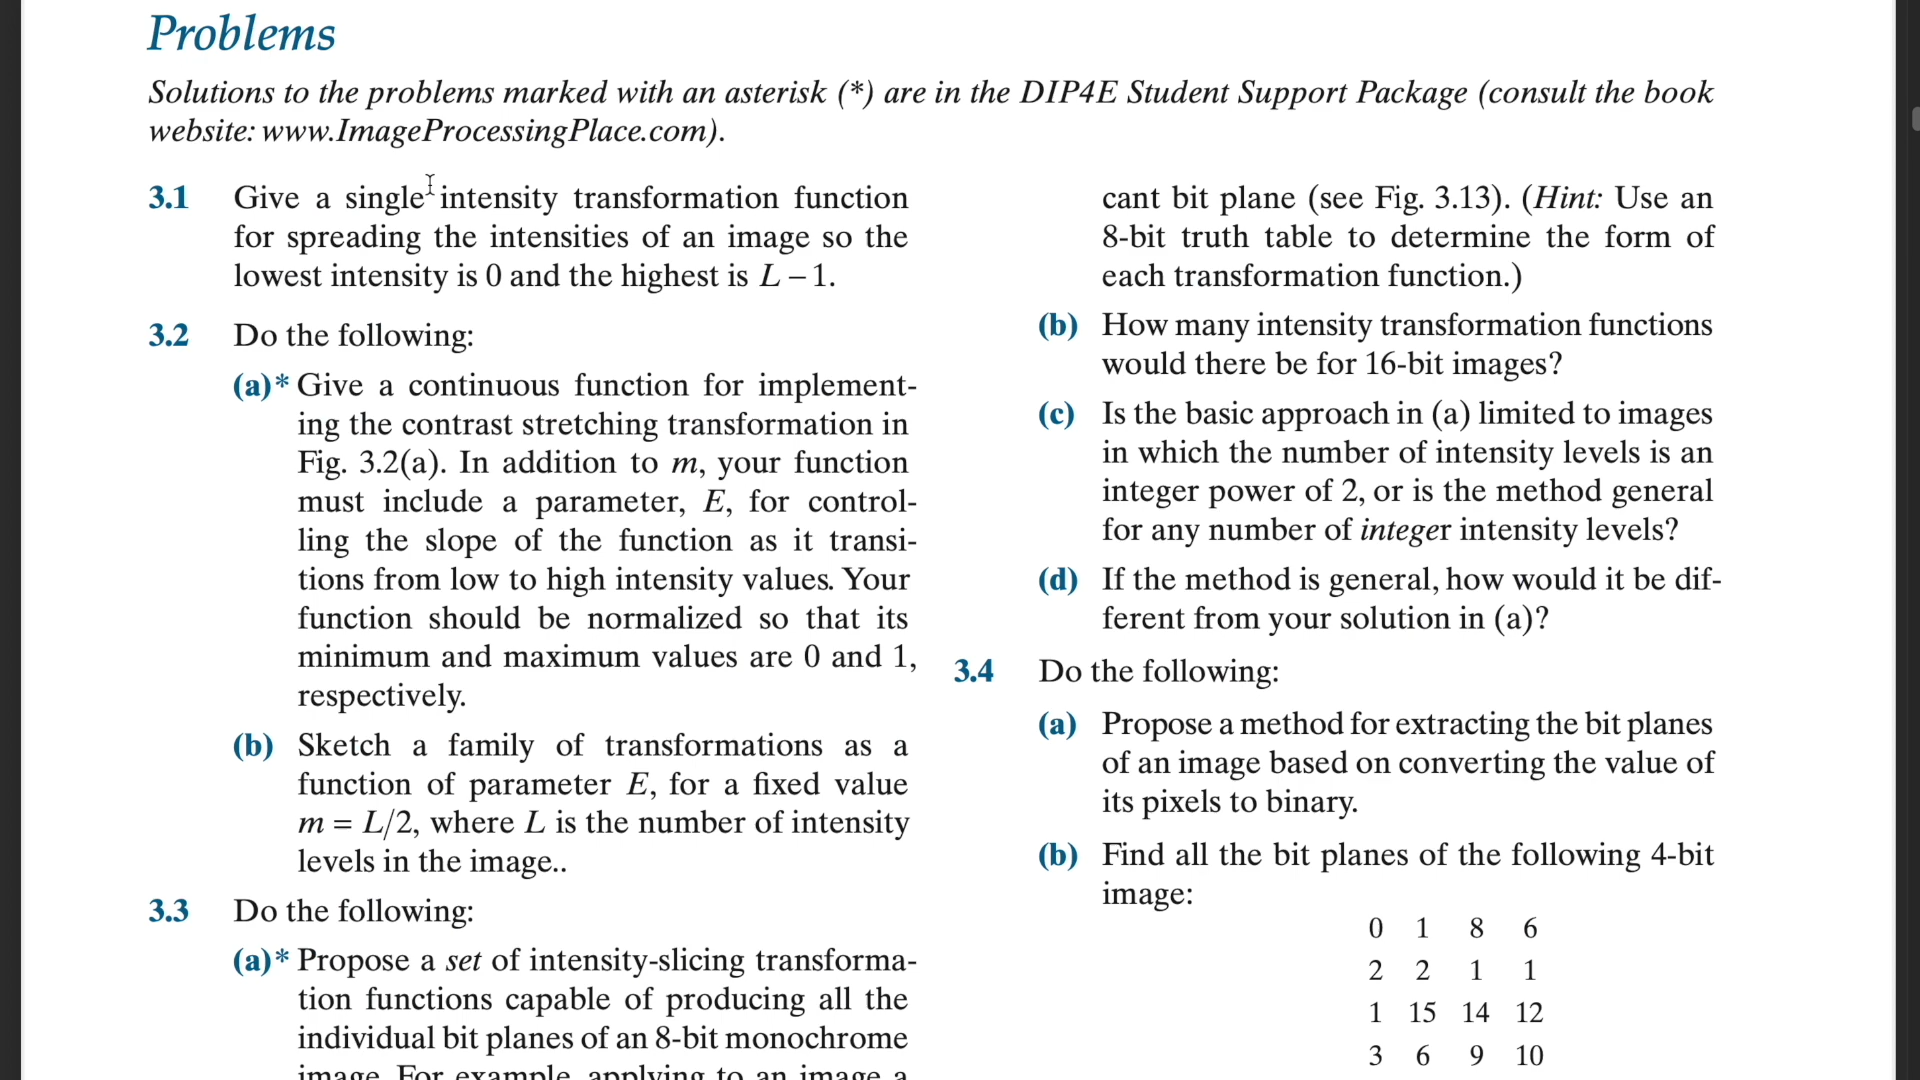 Problems
Solutions to the problems marked with an asterisk (*) are in the DIP4E Student Support Package (consult the book
website: www.ImageProcessingPlace.com).
3.1 Give a single intensity transformation function
for spreading the intensities of an image so the
lowest intensity is 0 and the highest is L – 1.
3.2 Do the following:
(a)* Give a continuous function for implement-
ing the contrast stretching transformation in
Fig. 3.2(a). In addition to m, your function
must include a parameter, E, for control-
ling the slope of the function as it transi-
tions from low to high intensity values. Your
function should be normalized so that its
minimum and maximum values are 0 and 1,
respectively.
(b) Sketch a family of transformations as a
function of parameter E, for a fixed value
m = L/2, where L is the number of intensity
levels in the image..
3.3 Do the following:
(a)* Propose a set of intensity-slicing transforma-
tion functions capable of producing all the
individual bit planes of an 8-bit monochrome
image. For example, applying to an image a
cant bit plane (see Fig. 3.13). (Hint: Use an
8-bit truth table to determine the form of
each transformation function.)
(b) How many intensity transformation functions
would there be for 16-bit images?
(c) Is the basic approach in (a) limited to images
in which the number of intensity levels is an
integer power of 2, or is the method general
for any number of integer intensity levels?
(d) If the method is general, how would it be dif-
ferent from your solution in (a)?
3.4 Do the following:
(a) Propose a method for extracting the bit planes
of an image based on converting the value of
its pixels to binary.
(b) Find all the bit planes of the following 4-bit
image:
0 1 8 6
2 2 1 1
1 15 14 12
3 6 9 10